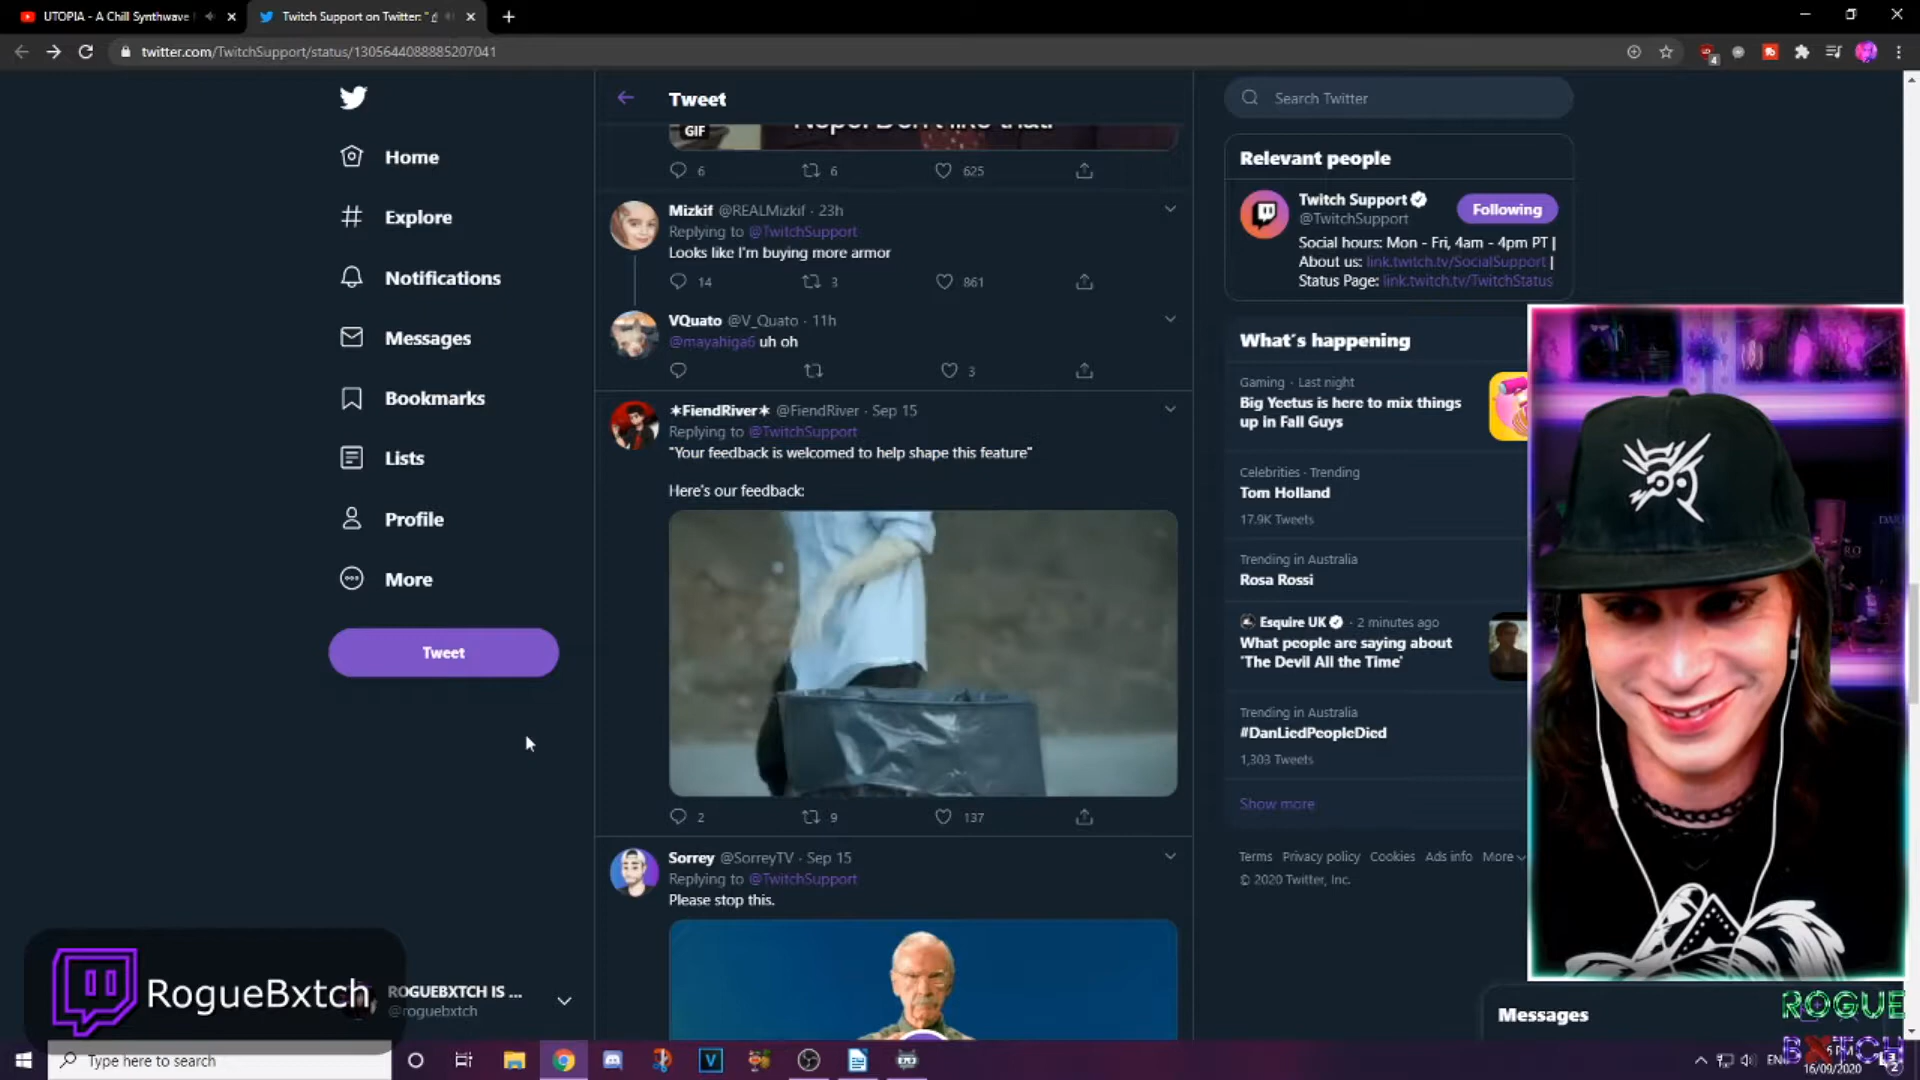 UTOPIA - A Chill Synthwave
Twitch Support on Twitter: "
twitter.com/TwitchSupport/status/1305644088885207041
4
Home
Explore
Notifications
Messages
Bookmarks
Lists
Profile
More
Tweet
Tweet
GIF
Nope! Don't like that!
6
6
625
Mizkif @REALMizkif · 23h
Replying to @TwitchSupport
Looks like I'm buying more armor
14
3
861
VQuato @V_Quato · 11h
@mayahiga6 uh oh
3
✶FiendRiver✶ @FiendRiver · Sep 15
Replying to @TwitchSupport
"Your feedback is welcomed to help shape this feature"
Here's our feedback:
2
9
137
Sorrey @SorreyTV · Sep 15
Replying to @TwitchSupport
Please stop this.
Search Twitter
Relevant people
Twitch Support
@TwitchSupport
Following
Social hours: Mon - Fri, 4am - 4pm PT |
About us: link.twitch.tv/SocialSupport |
Status Page: link.twitch.tv/TwitchStatus
What's happening
Gaming · Last night
Big Yeetus is here to mix things
up in Fall Guys
Celebrities · Trending
Tom Holland
17.9K Tweets
Trending in Australia
Rosa Rossi
Esquire UK · 2 minutes ago
What people are saying about
'The Devil All the Time'
Trending in Australia
#DanLiedPeopleDied
1,303 Tweets
Show more
Terms Privacy policy Cookies Ads info More
© 2020 Twitter, Inc.
Messages
RogueBxtch
ROGUEBXTCH IS ...
@roguebxtch
ROGUE
BXTCH
Type here to search
16/09/2020
2